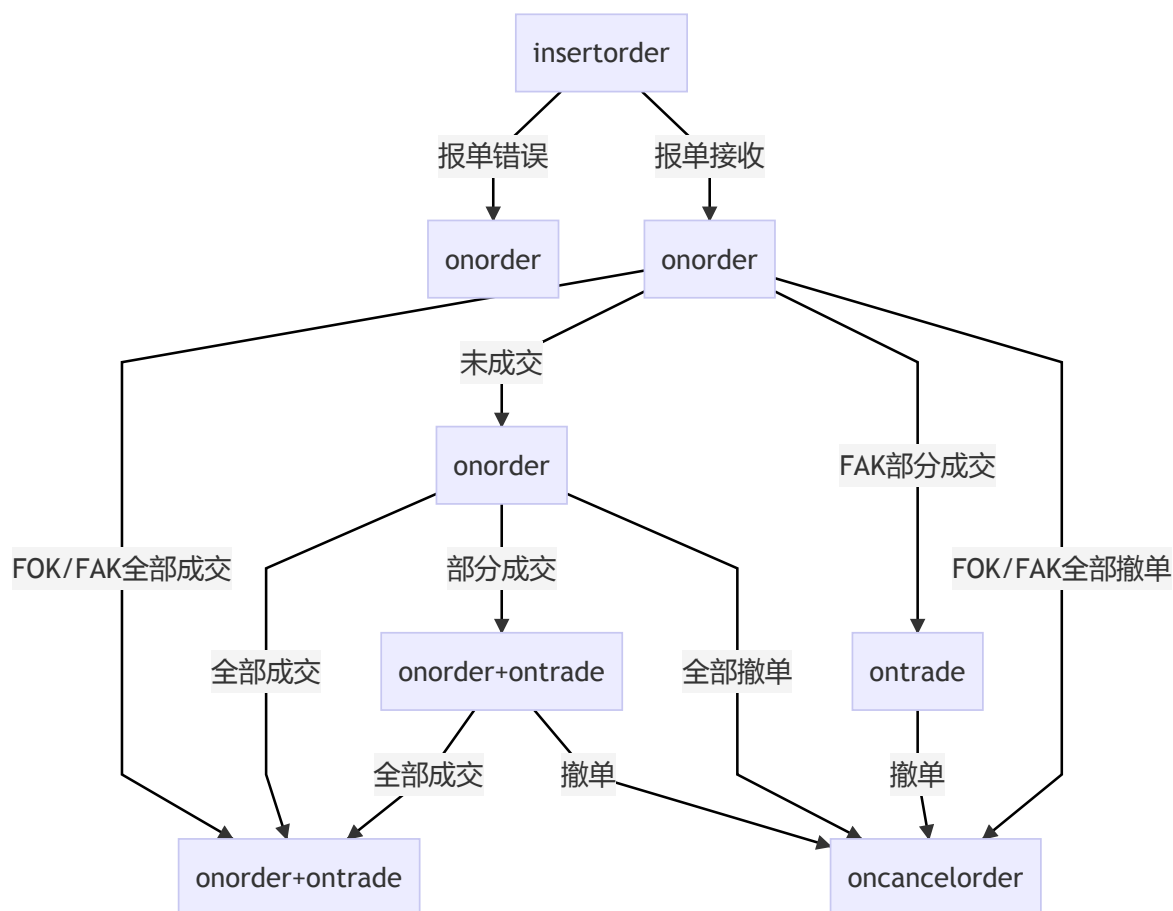 insertorder
报单错误
报单接收
onorder
onorder
未成交
onorder
FAK部分成交
FOK/FAK全部成交
部分成交
FOK/FAK全部撤单
全部成交
onorder+ontrade
全部撤单
ontrade
全部成交
撤单
撤单
onorder+ontrade
oncancelorder